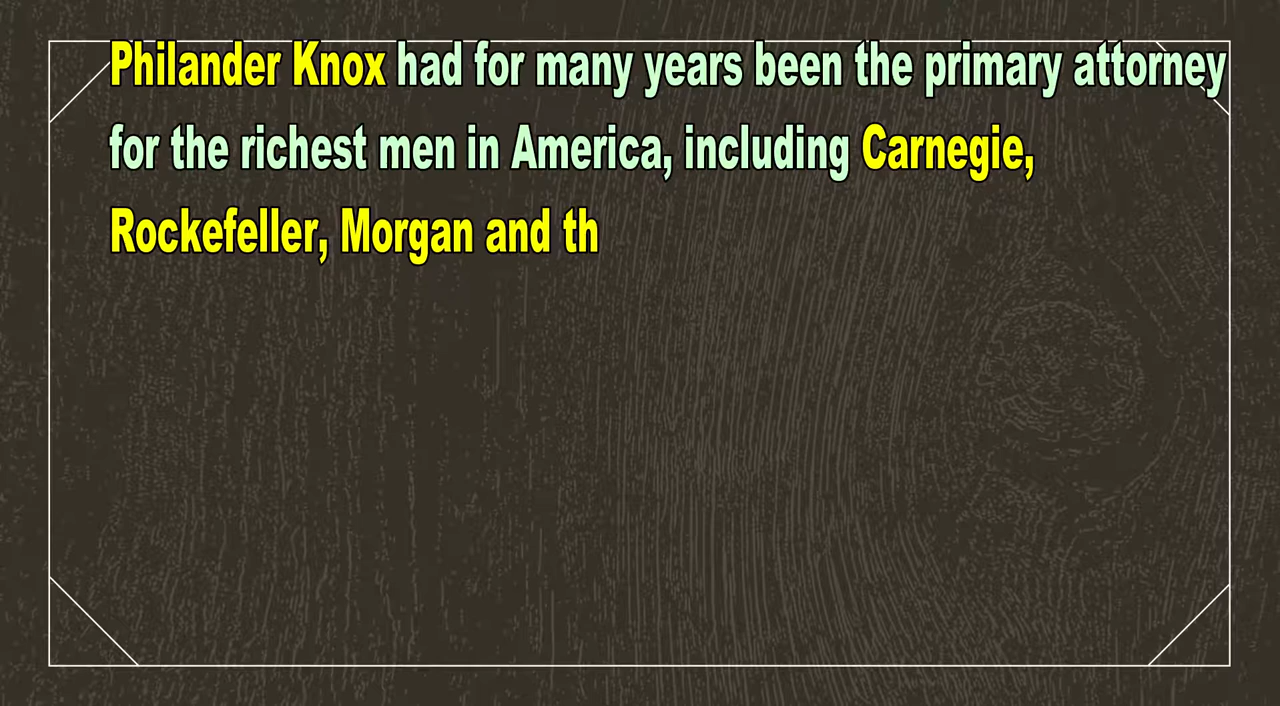 Philander Knox had for many years been the primary attorney
for the richest men in America, including Carnegie,
Rockefeller, Morgan and th